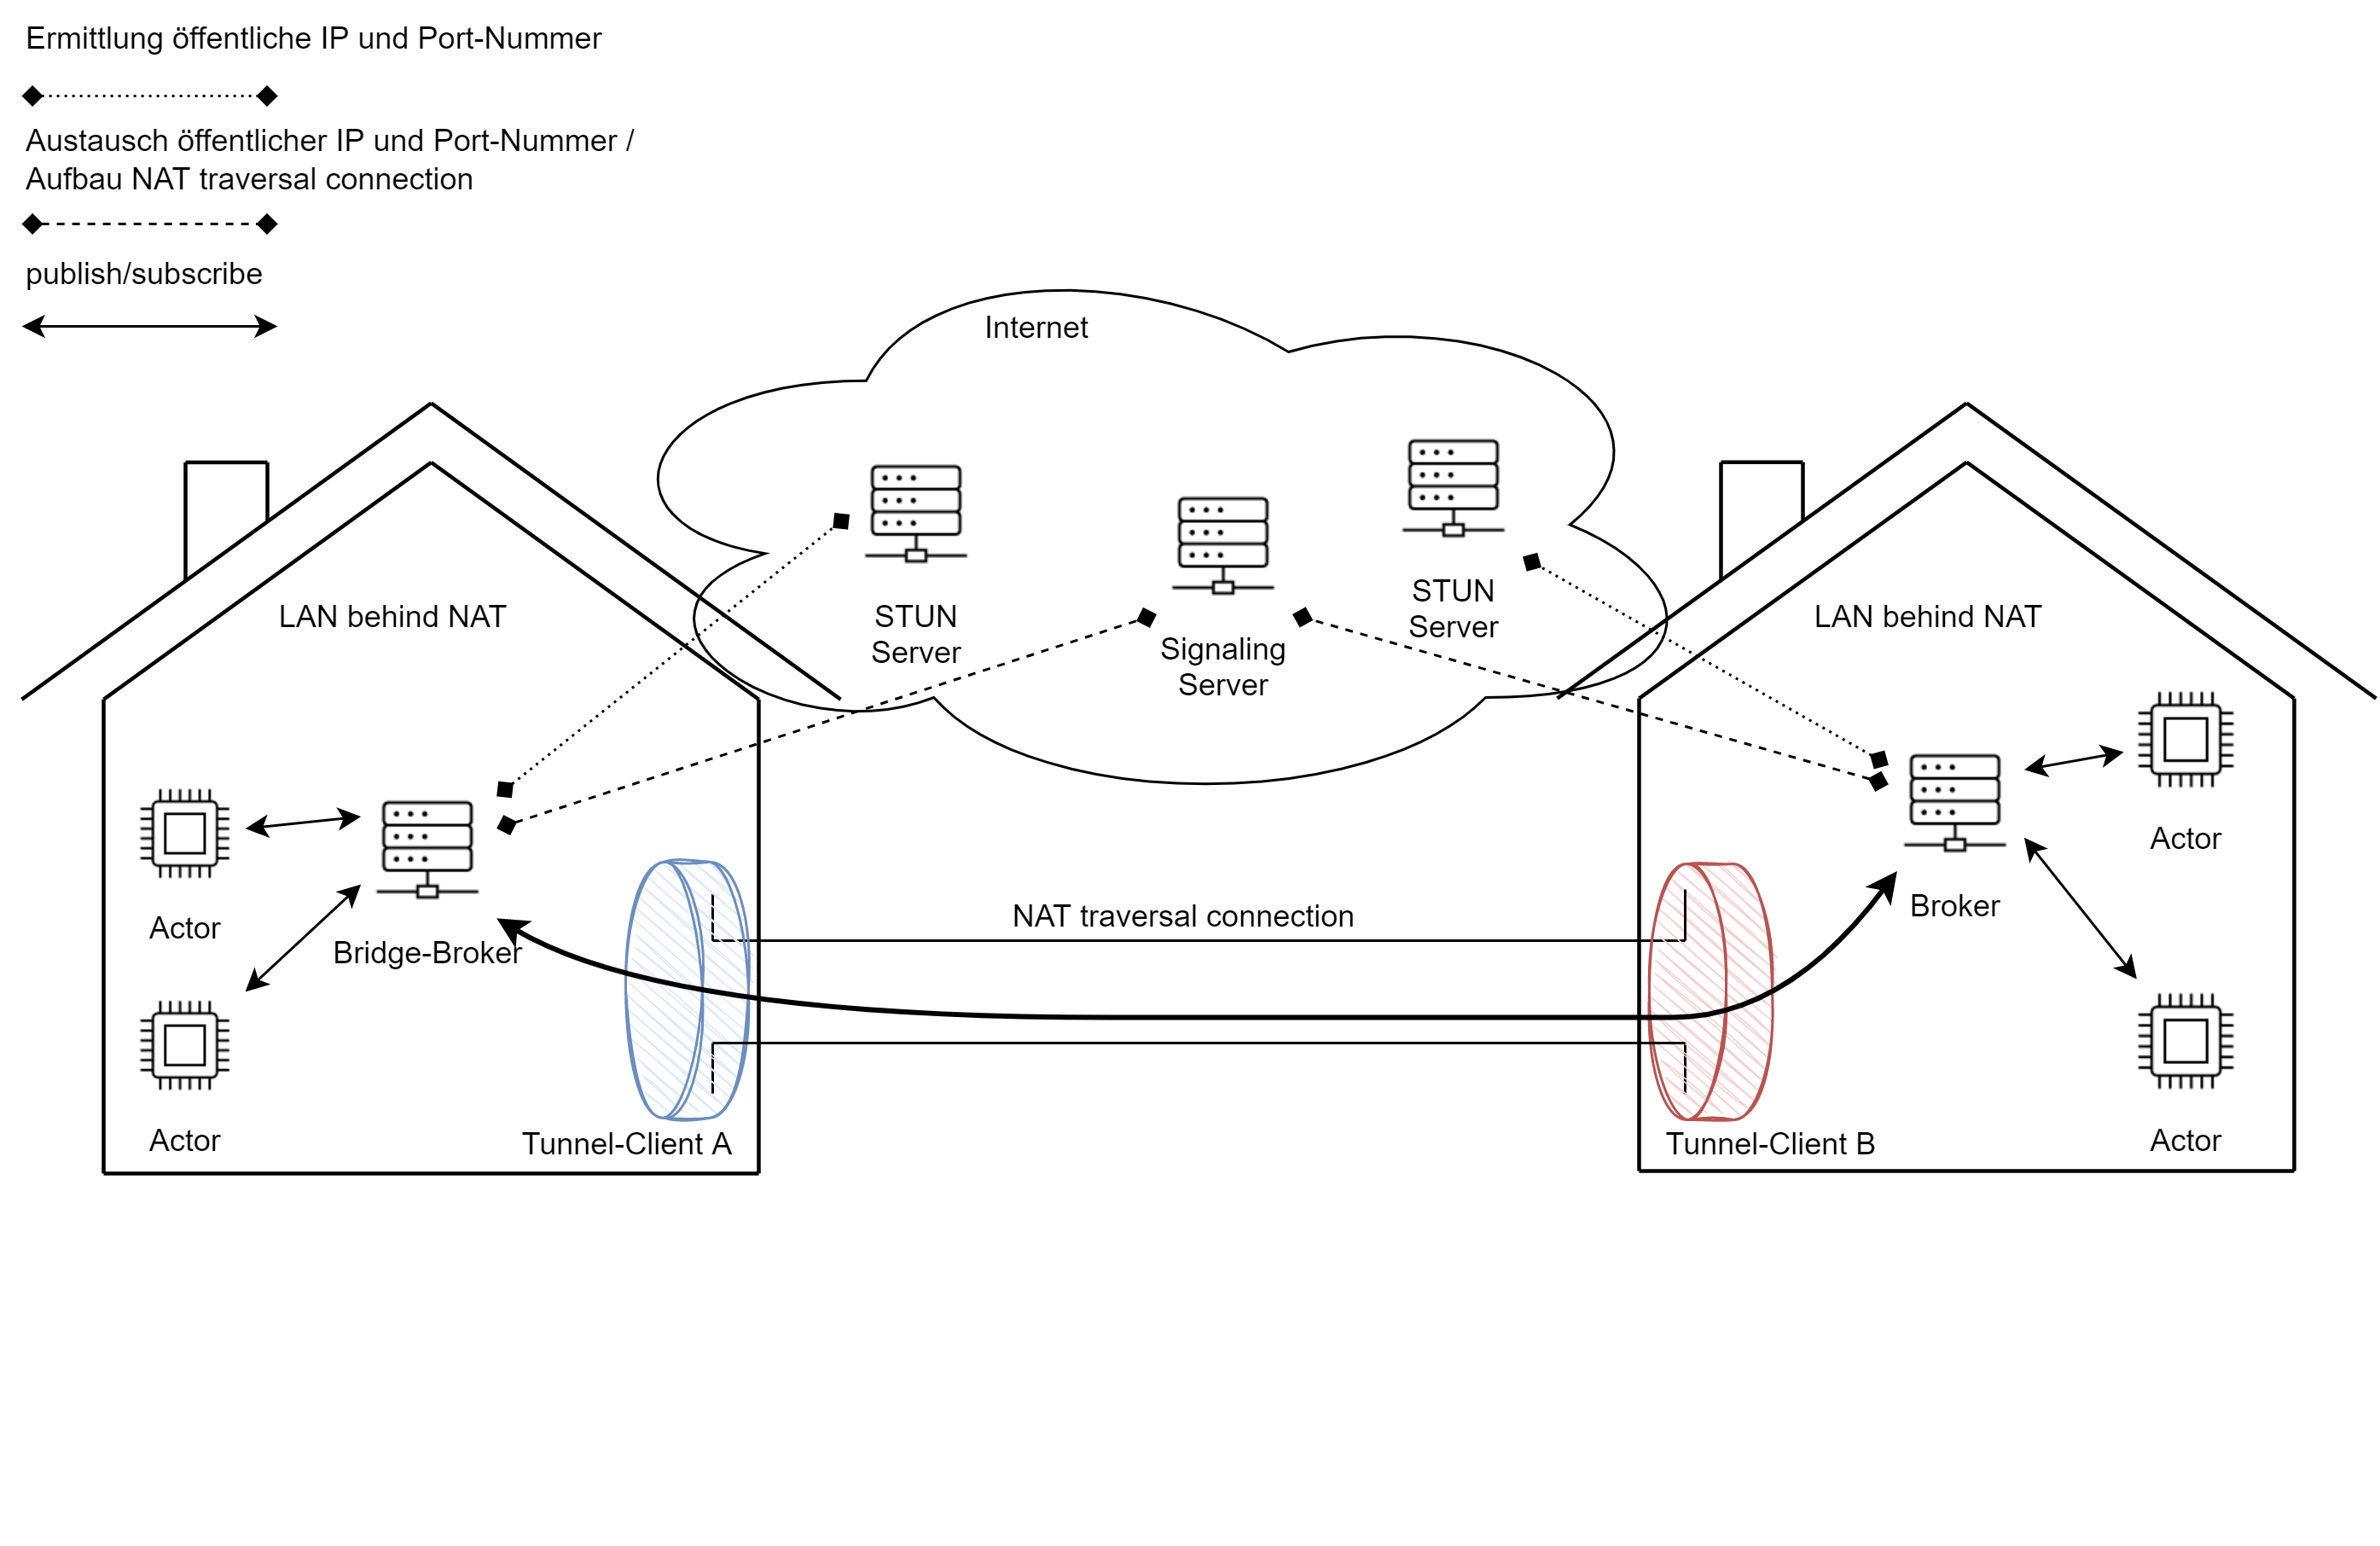 Ermittlung öffentliche IP und Port-Nummer
Austausch öffentlicher IP und Port-Nummer /
Aufbau NAT traversal connection
publish/subscribe
Internet
STUN
Server
Signaling
Server
STUN
Server
LAN behind NAT
Actor
Bridge-Broker
Actor
Tunnel-Client A
NAT traversal connection
LAN behind NAT
Actor
Broker
Tunnel-Client B
Actor